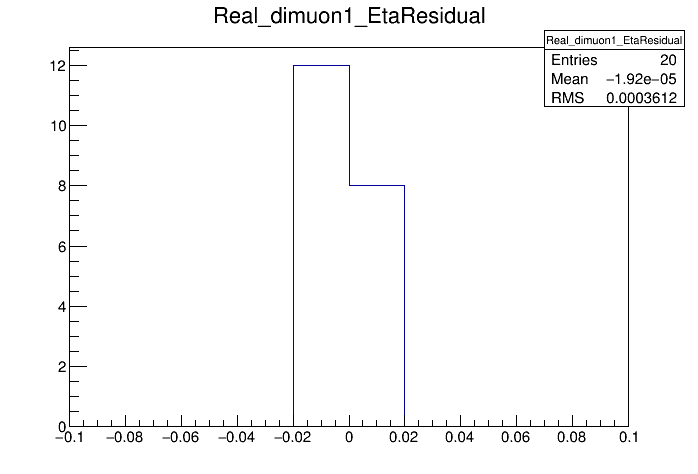 Real_dimuon1_EtaResidual
Real_dimuon1_EtaResidual
Entries 20
Mean −1.92e−05
RMS 0.0003612
12
10
8
6
4
2
0
−0.1 −0.08 −0.06 −0.04 −0.02 0 0.02 0.04 0.06 0.08 0.1